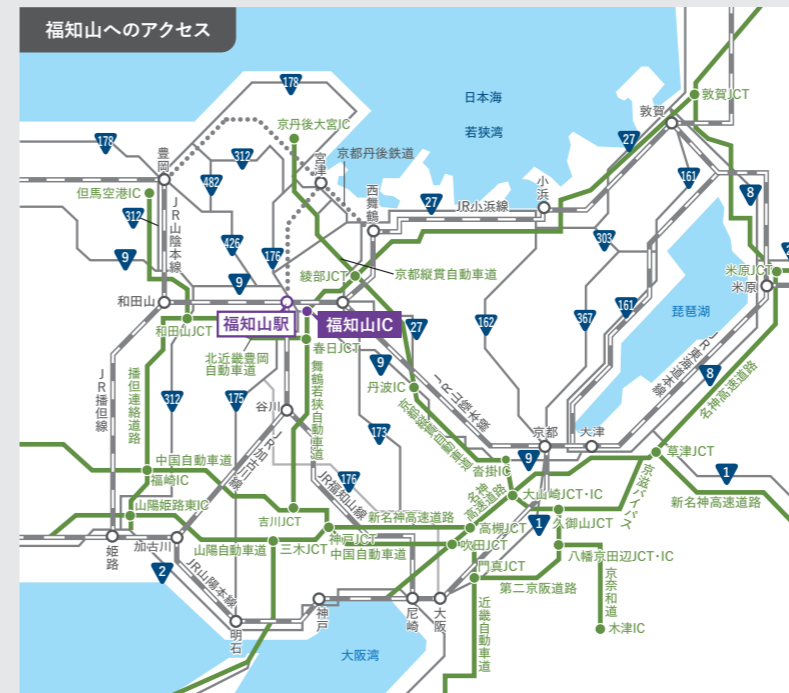 福知山へのアクセス
178
日本海
敦賀JCT
敦賀
京丹後大宮IC
若狭湾
178
豊岡
312
宮津
京都丹後鉄道
27
161
但馬空港IC
482
西舞鶴
27
JR小浜線
小浜
8
312
JR山陰本線
426
176
303
9
9
綾部JCT
京都縦貫自動車道
米原JCT
米原
和田山
福知山駅
福知山IC
27
162
367
161
琵琶湖
和田山JCT
春日JCT
北近畿豊岡
自動車道
9
JR東海道本線
8
名神高速道路
JR播但線
播但連絡道路
312
175
舞鶴若狭自動車道
丹波IC
JR山陰本線
谷川
京都縦貫自動車道
173
京都
大津
JR加古川線
9
草津JCT
中国自動車道
福崎IC
沓掛IC
176
JR福知山線
名神
高速道路
大山崎JCT・IC
京滋バイパス
1
新名神高速道路
山陽姫路東IC
吉川JCT
新名神高速道路
久御山JCT
1
高槻JCT
神戸JCT
姫路
加古川
山陽自動車道
三木JCT
中国自動車道
吹田JCT
八幡京田辺JCT・IC
2
JR山陽本線
門真JCT
第二京阪道路
京奈和道
明石
神戸
尼崎
大阪
近畿自動車道
木津IC
大阪湾